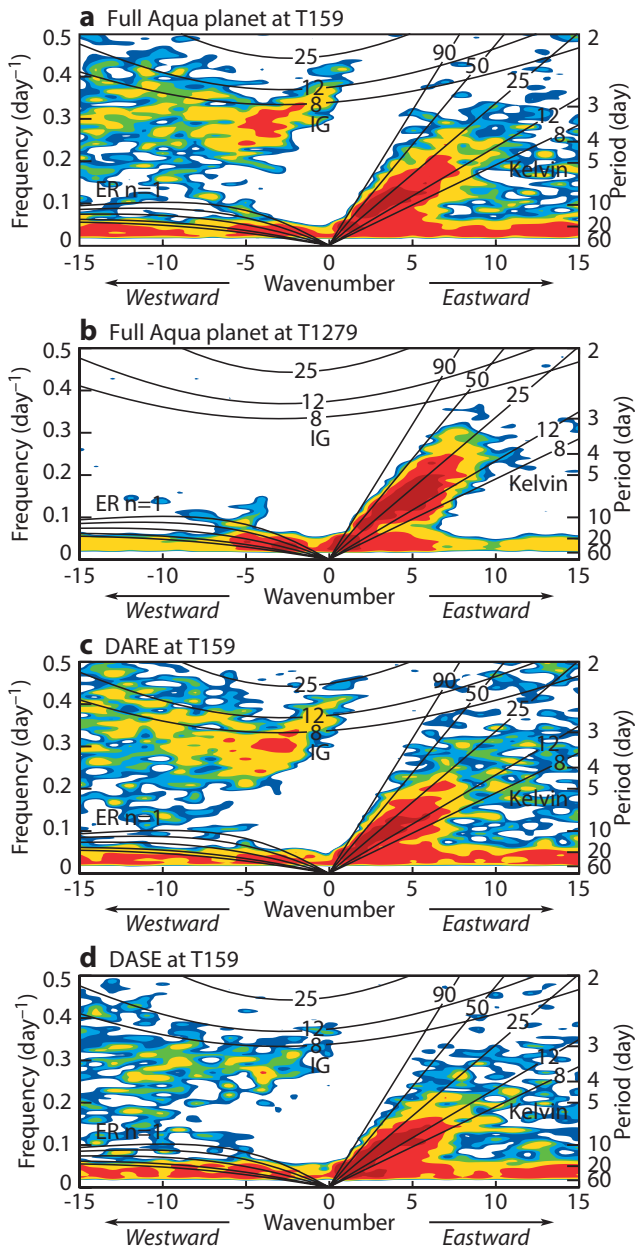 a Full Aqua planet at T159
Frequency (day⁻¹)
0.5
0.4
0.3
0.2
0.1
0
25
12
8
IG
ER n=1
90
50
25
12
8
Kelvin
2
3
4
5
10
20
60
Period (day)
-15 -10 -5 0 5 10 15
Westward Wavenumber Eastward
b Full Aqua planet at T1279
Frequency (day⁻¹)
0.5
0.4
0.3
0.2
0.1
0
25
12
8
IG
ER n=1
90
50
25
12
8
Kelvin
2
3
4
5
10
20
60
Period (day)
-15 -10 -5 0 5 10 15
Westward Wavenumber Eastward
c DARE at T159
Frequency (day⁻¹)
0.5
0.4
0.3
0.2
0.1
0
25
12
8
IG
ER n=1
90
50
25
12
8
Kelvin
2
3
4
5
10
20
60
Period (day)
-15 -10 -5 0 5 10 15
Westward Wavenumber Eastward
d DASE at T159
Frequency (day⁻¹)
0.5
0.4
0.3
0.2
0.1
0
25
12
8
IG
ER n=1
90
50
25
12
8
Kelvin
2
3
4
5
10
20
60
Period (day)
-15 -10 -5 0 5 10 15
Westward Wavenumber Eastward